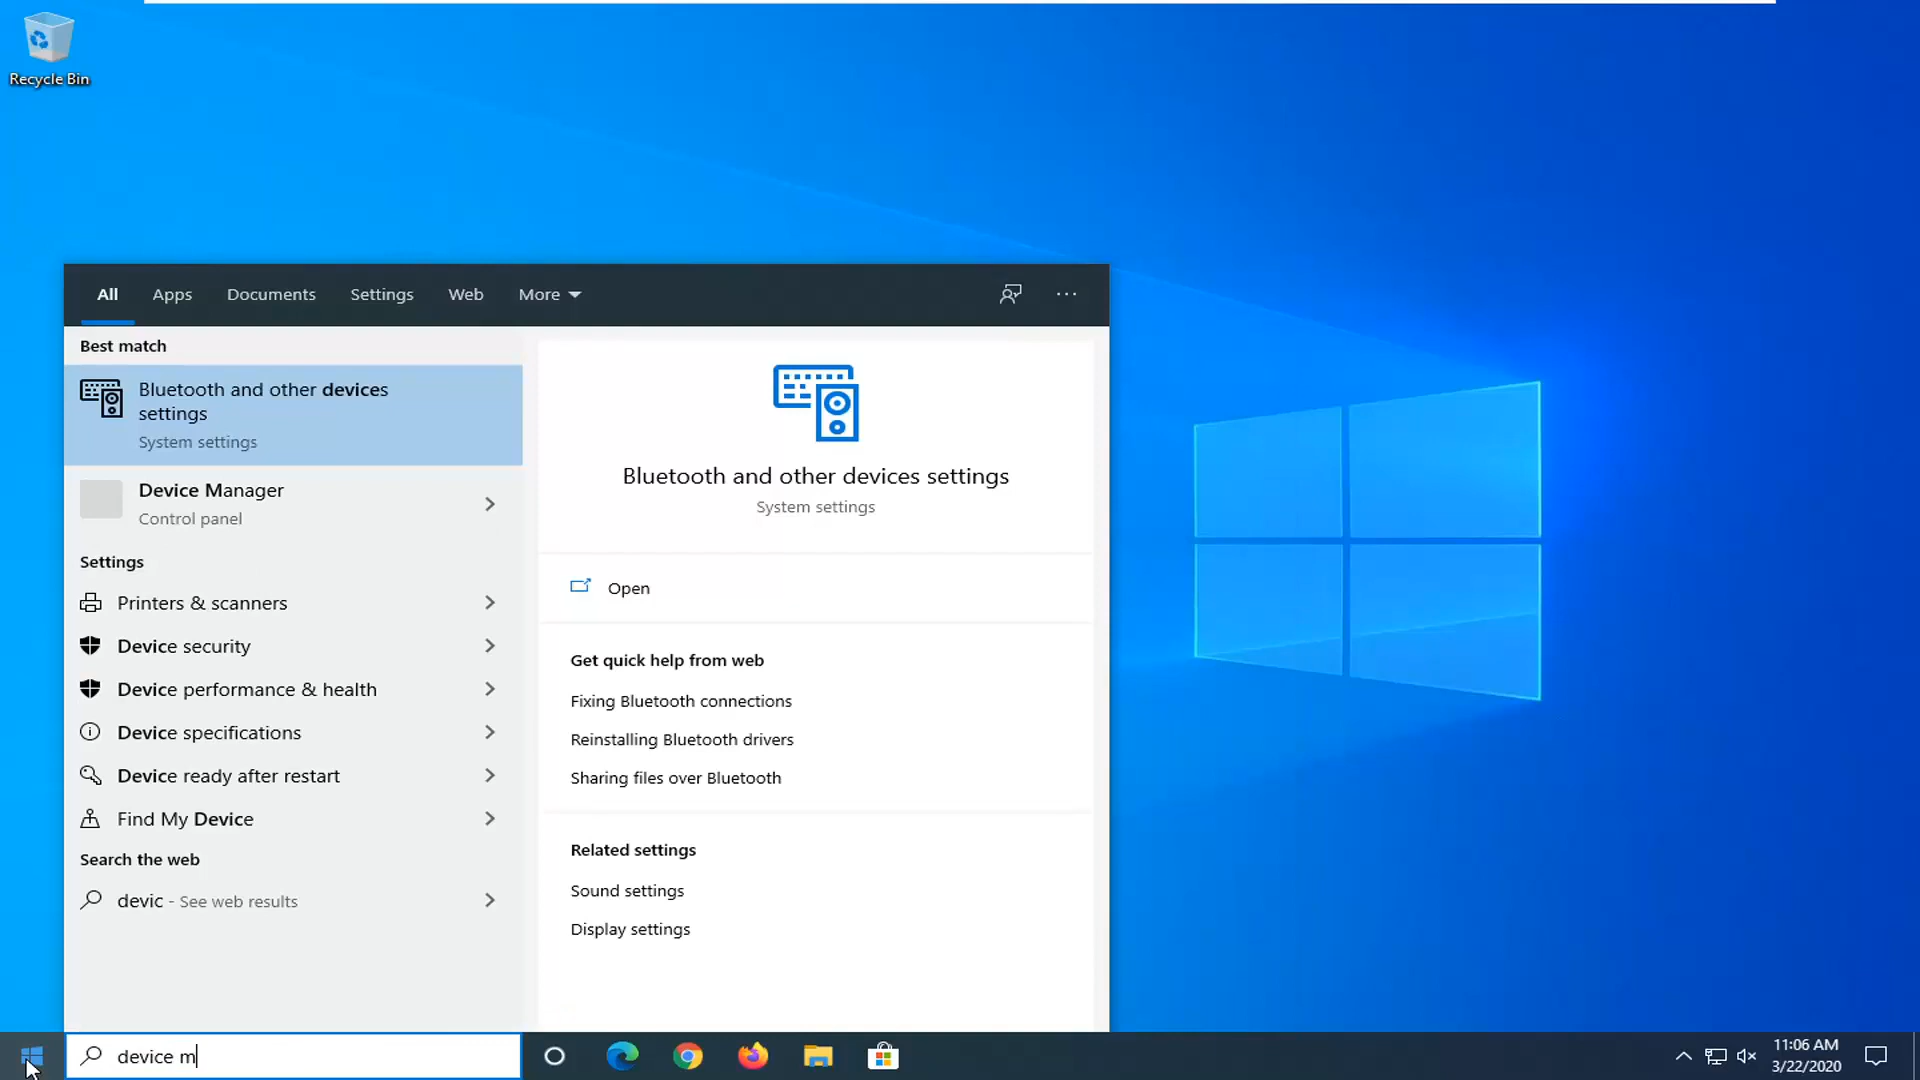 Recycle Bin
All Apps Documents Settings Web More
Best match
Bluetooth and other devices
settings
System settings
Device Manager
Control panel
Settings
Printers & scanners
Device security
Device performance & health
Device specifications
Device ready after restart
Find My Device
Search the web
devic - See web results
Bluetooth and other devices settings
System settings
Open
Get quick help from web
Fixing Bluetooth connections
Reinstalling Bluetooth drivers
Sharing files over Bluetooth
Related settings
Sound settings
Display settings
device m
11:06 AM
3/22/2020